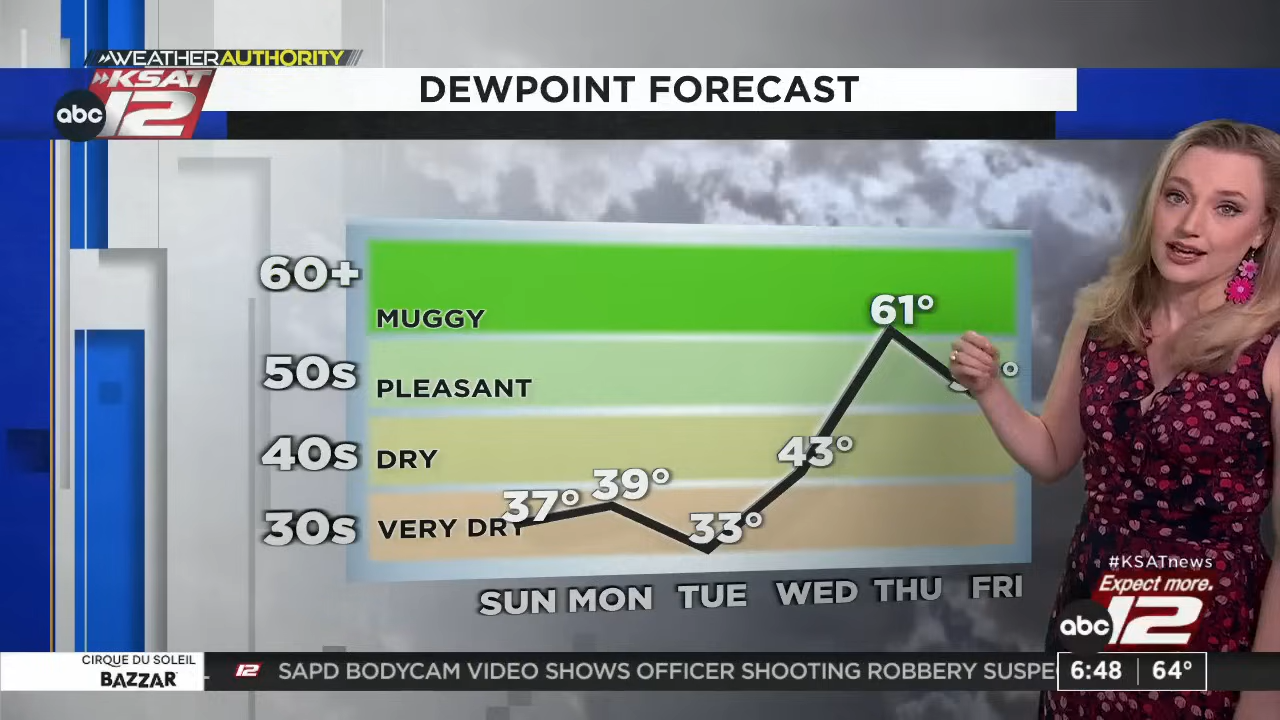 WEATHERAUTHORITY
KSAT
abc 12
DEWPOINT FORECAST
60+
MUGGY
61°
50s
PLEASANT
40s
DRY
43°
30s
VERY DRY
37°
39°
33°
SUN MON TUE WED THU FRI
#KSATnews
Expect more.
abc 12
CIRQUE DU SOLEIL
BAZZAR
12 SAPD BODYCAM VIDEO SHOWS OFFICER SHOOTING ROBBERY SUSPE
6:48 64°